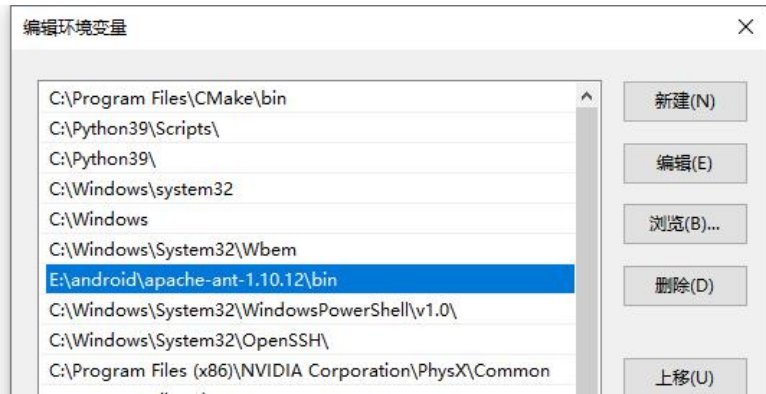 编辑环境变量
C:\Program Files\CMake\bin
新建(N)
C:\Python39\Scripts\
C:\Python39\
编辑(E)
C:\Windows\system32
C:\Windows
浏览(B)...
C:\Windows\System32\Wbem
E:\android\apache-ant-1.10.12\bin
删除(D)
C:\Windows\System32\WindowsPowerShell\v1.0\
C:\Windows\System32\OpenSSH\
C:\Program Files (x86)\NVIDIA Corporation\PhysX\Common
上移(U)